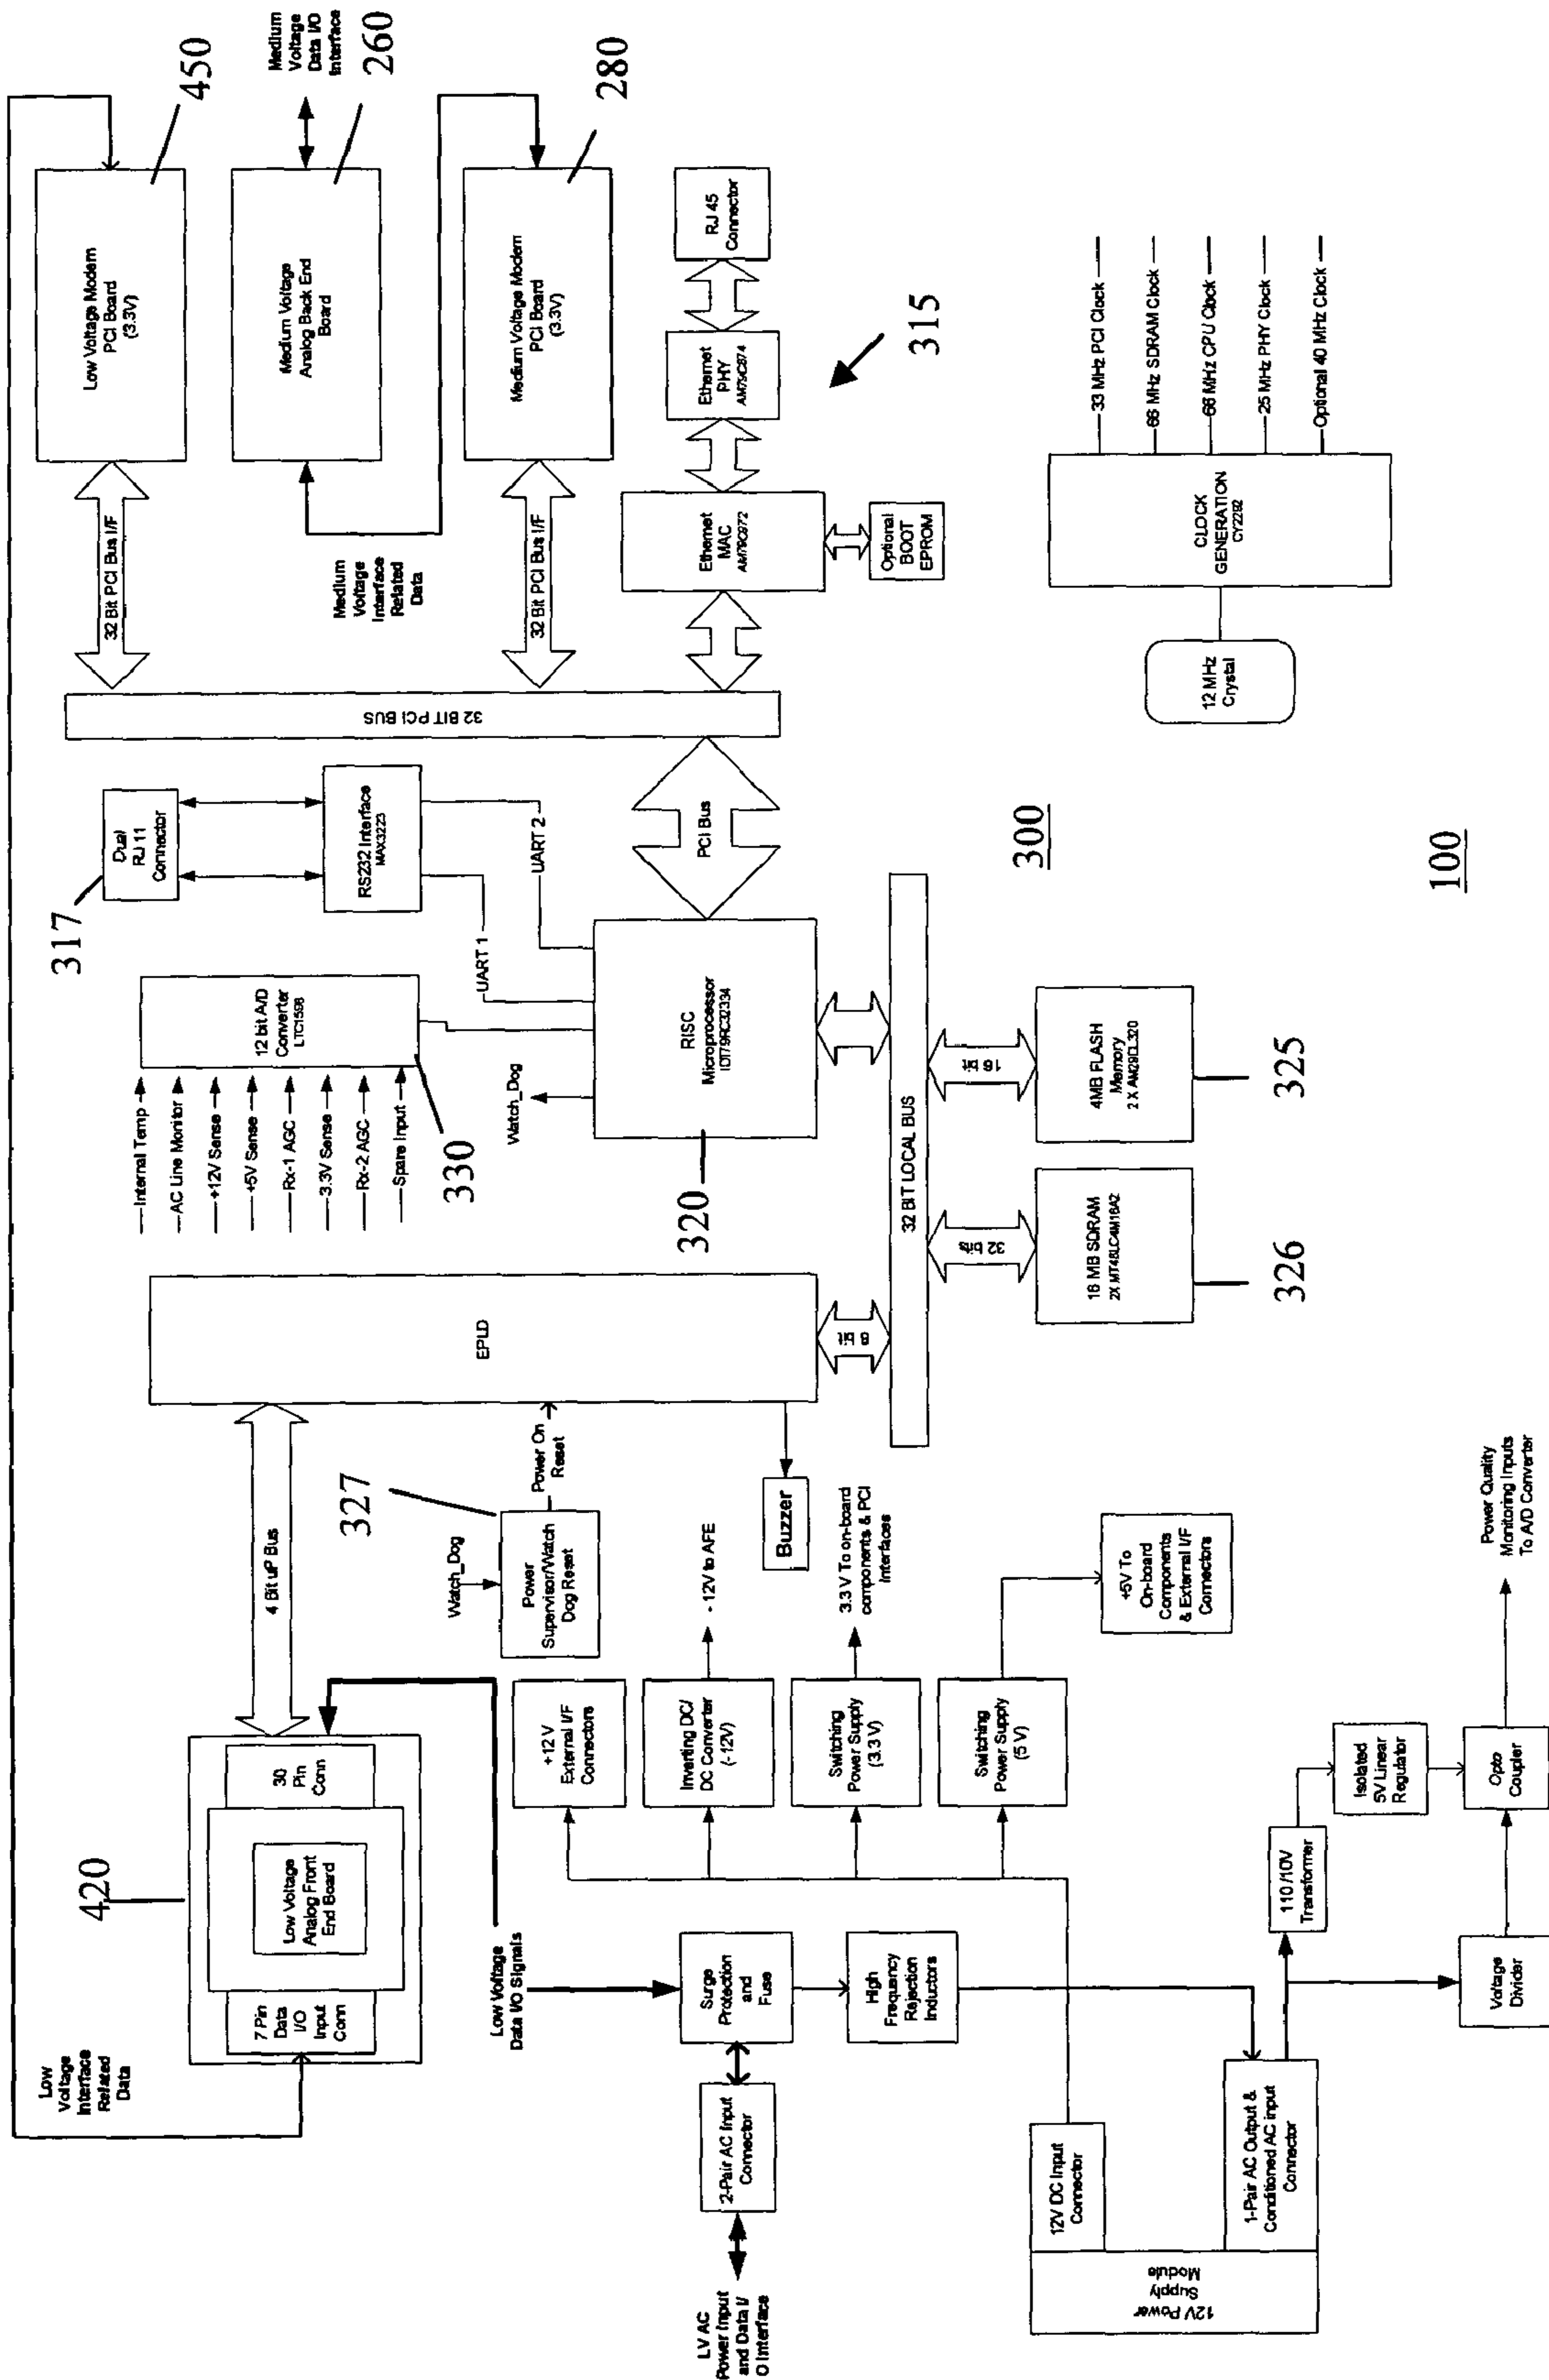 Medium
Voltage
Data I/O
Interface
450
260
280
Low Voltage Modem
PCI Board
(3.3V)
Medium Voltage
Analog Back End
Board
Medium Voltage Modem
PCI Board
(3.3V)
RJ 45
Connector
Ethernet
PHY
AM79C874
315
Ethernet
MAC
AM79C972
Optional
BOOT
EPROM
32 Bit PCI Bus I/F
Medium
Voltage
Interface
Related
Data
32 Bit PCI Bus I/F
33 MHz PCI Clock
66 MHz SDRAM Clock
66 MHz CPU Clock
25 MHz PHY Clock
Optional 40 MHz Clock
CLOCK
GENERATION
CY2292
12 MHz
Crystal
32 BIT PCI BUS
317
Dual
RJ 11
Connector
RS232 Interface
MAX3223
UART 1
UART 2
PCI Bus
300
100
Internal Temp
AC Line Monitor
+12V Sense
+5V Sense
Rx-1 AGC
3.3V Sense
Rx-2 AGC
Spare Input
12 bit A/D
Converter
LTC1598
330
Watch_Dog
RISC
Microprocessor
IDT79RC32334
320
32 BIT LOCAL BUS
16 bit
4MB FLASH
Memory
2 X AM29DL320
325
32 bits
16 MB SDRAM
2X MT48LC4M16A2
326
EPLD
8 bit
4 Bit uP Bus
327
Watch_Dog
Power
Supervisor/Watch
Dog Reset
Power On
Reset
Buzzer
420
30
Pin
Conn
Low Voltage
Analog Front
End Board
7 Pin
Data
I/O
Input
Conn
Low
Voltage
Interface
Related
Data
Low Voltage
Data I/O Signals
+12 V
External I/F
Connectors
Inverting DC/
DC Converter
(-12V)
- 12V to AFE
Switching
Power Supply
(3.3 V)
3.3 V To on-board
components & PCI
Interfaces
Switching
Power Supply
(5 V)
+5V To
On-board
Components
& External I/F
Connectors
LV AC
Power Input
and Data I/
O Interface
2-Pair AC Input
Connector
Surge
Protection
and
Fuse
High
Frequency
Rejection
Inductors
12V Power
Supply
Module
12V DC Input
Connector
1-Pair AC Output &
Conditioned AC input
Connector
110 /10V
Transformer
Isolated
5V Linear
Regulator
Voltage
Divider
Opto
Coupler
Power Quality
Monitoring Inputs
To A/D Converter